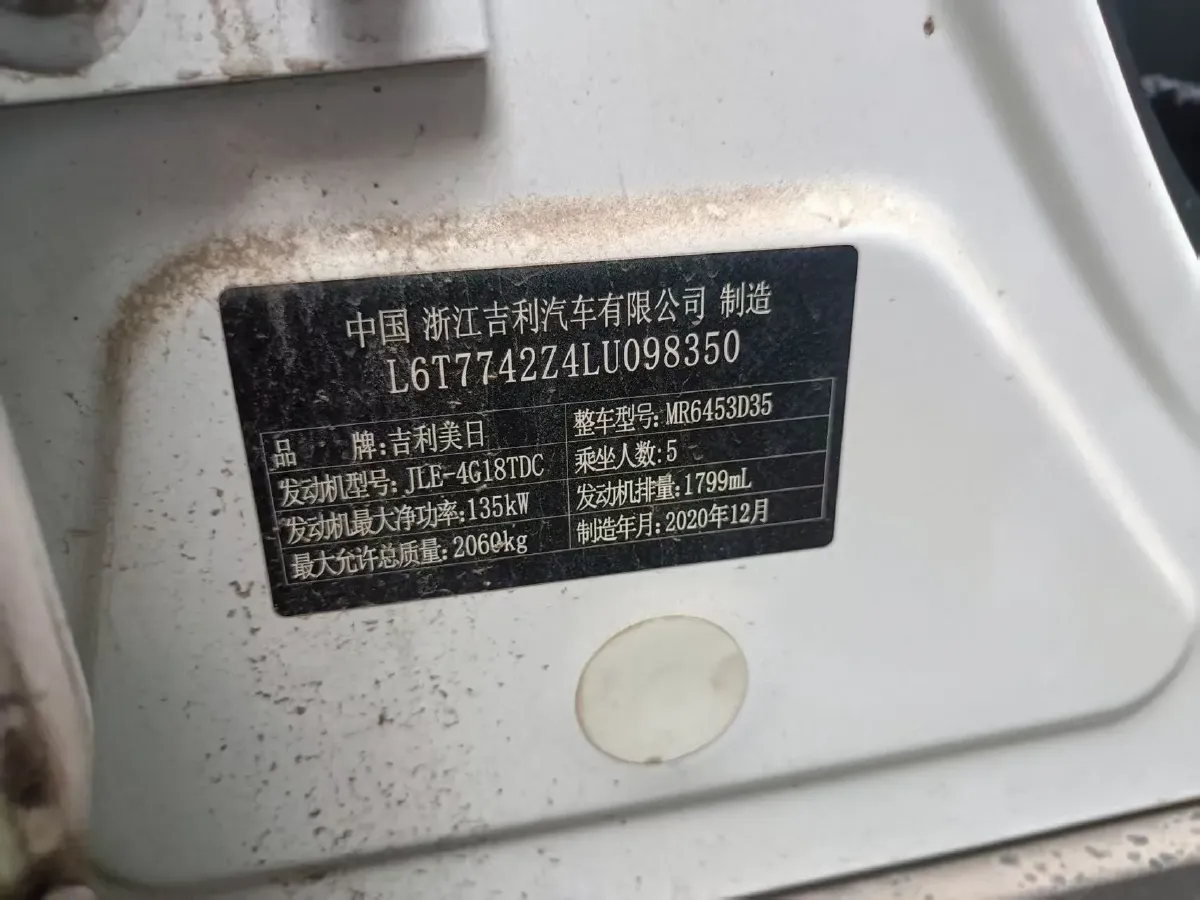 中国 浙江吉利汽车有限公司 制造
L6T7742Z4LU098350
品 牌:吉利美日 整车型号:MR6453D35
发动机型号:JLE-4G18TDC 乘坐人数:5
发动机最大净功率:135kW 发动机排量:1799mL
最大允许总质量:2060kg 制造年月:2020年12月